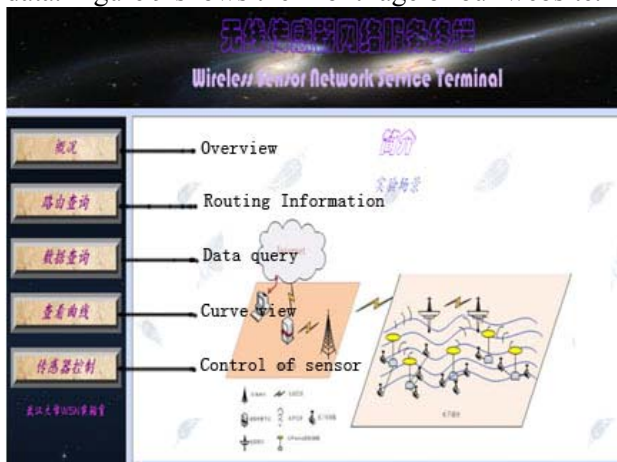 data. Figure 6 shows the front page of our website.
无线传感器网络服务终端
Wireless Sensor Network Service Terminal
概况
Overview
简介
实验场景
路由查询
Routing Information
数据查询
Data query
Internet
查看曲线
Curve view
传感器控制
Control of sensor
武汉大学WSN实验室